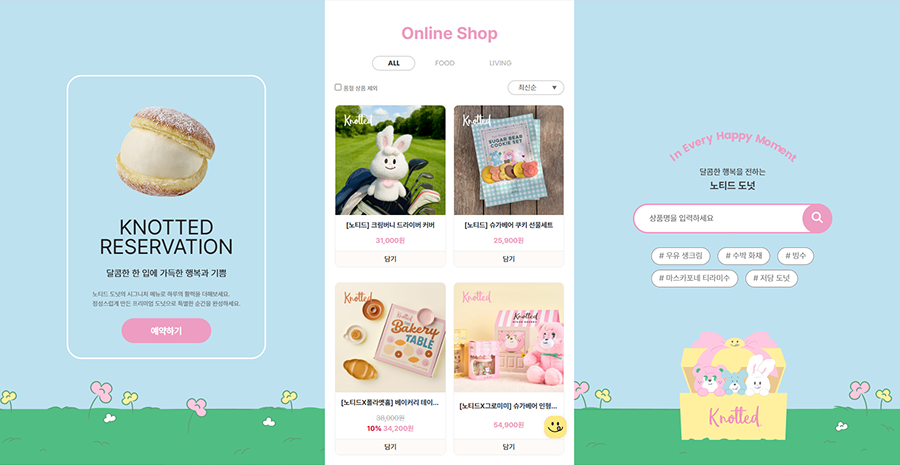 KNOTTED
RESERVATION
달콤한 한 입에 가득한 행복과 기쁨
노티드 도넛의 시그니처 메뉴로 하루의 활력을 더해보세요.
정성스럽게 만든 프리미엄 도넛으로 특별한 순간을 완성하세요.
예약하기
Online Shop
ALL FOOD LIVING
품절 상품 제외
최신순
Knotted
[노티드] 크림버니 드라이버 커버
31,000원
담기
Knotted
SUGAR BEAR
COOKIE SET
[노티드] 슈가베어 쿠키 선물세트
25,900원
담기
Knotted
Knotted
Bakery
TABLE
[노티드X폴라앳홈] 베이커리 테이...
38,000원
10% 34,200원
담기
Knotted
Knotted
[노티드X그로미미] 슈가베어 인형...
54,900원
담기
in Every Happy Moment
달콤한 행복을 전하는
노티드 도넛
상품명을 입력하세요
# 우유 생크림 # 수박 화채 # 빙수
# 마스카포네 티라미수 # 저당 도넛
Knotted